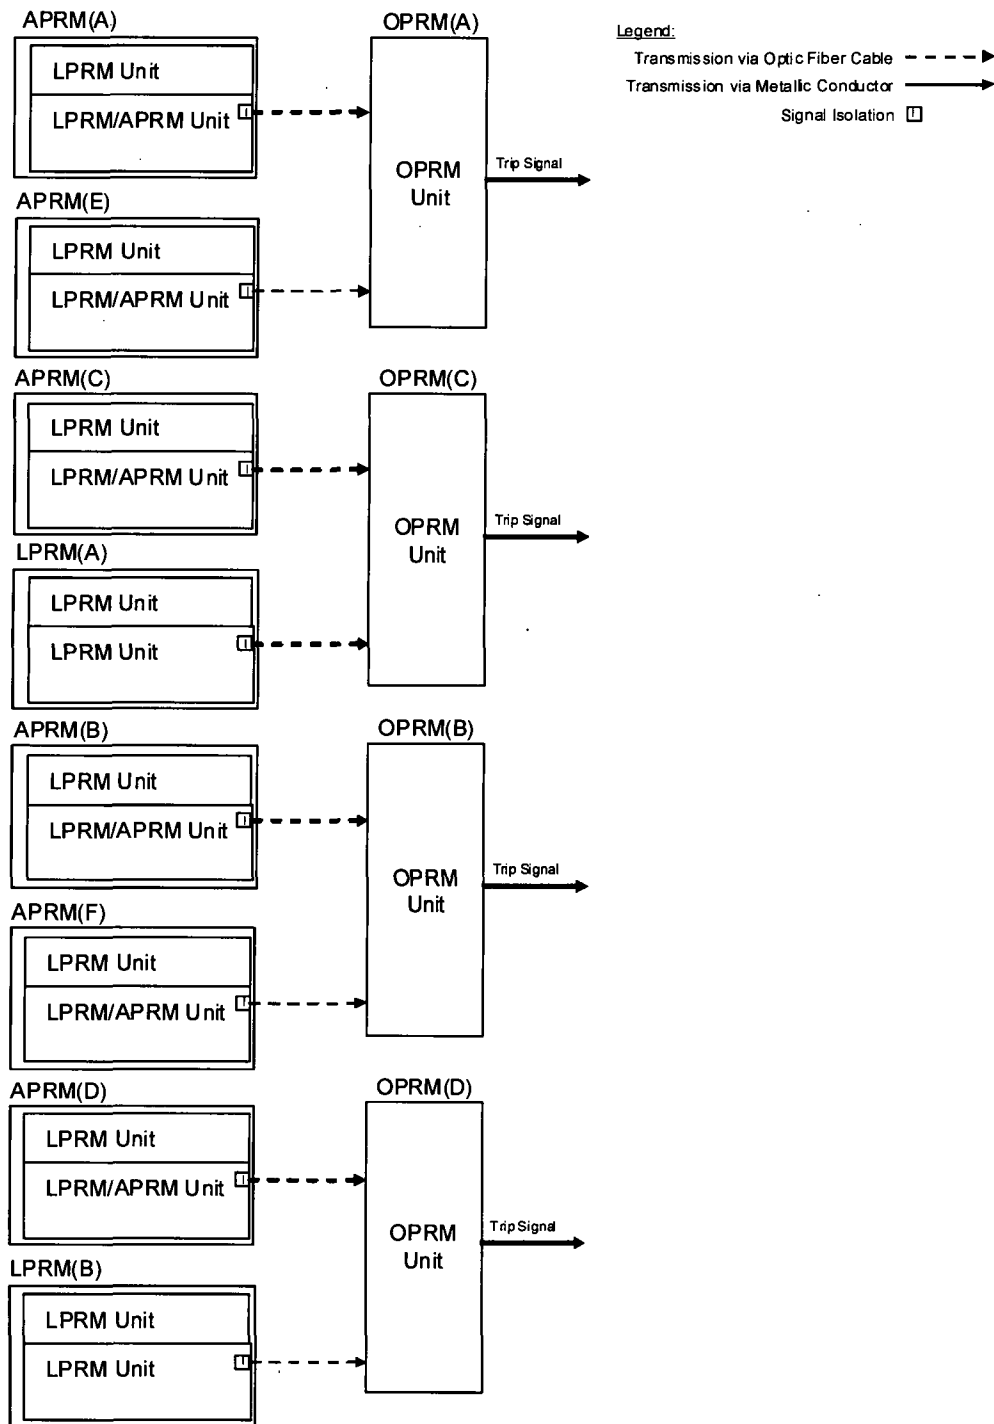 APRM(A)
LPRM Unit
LPRM/APRM Unit
I
OPRM(A)
OPRM
Unit
Trip Signal
Legend:
Transmission via Optic Fiber Cable
Transmission via Metallic Conductor
Signal Isolation I
APRM(E)
LPRM Unit
LPRM/APRM Unit
I
APRM(C)
LPRM Unit
LPRM/APRM Unit
I
OPRM(C)
OPRM
Unit
Trip Signal
LPRM(A)
LPRM Unit
LPRM Unit
I
APRM(B)
LPRM Unit
LPRM/APRM Unit
I
OPRM(B)
OPRM
Unit
Trip Signal
APRM(F)
LPRM Unit
LPRM/APRM Unit
I
APRM(D)
LPRM Unit
LPRM/APRM Unit
I
OPRM(D)
OPRM
Unit
Trip Signal
LPRM(B)
LPRM Unit
LPRM Unit
I